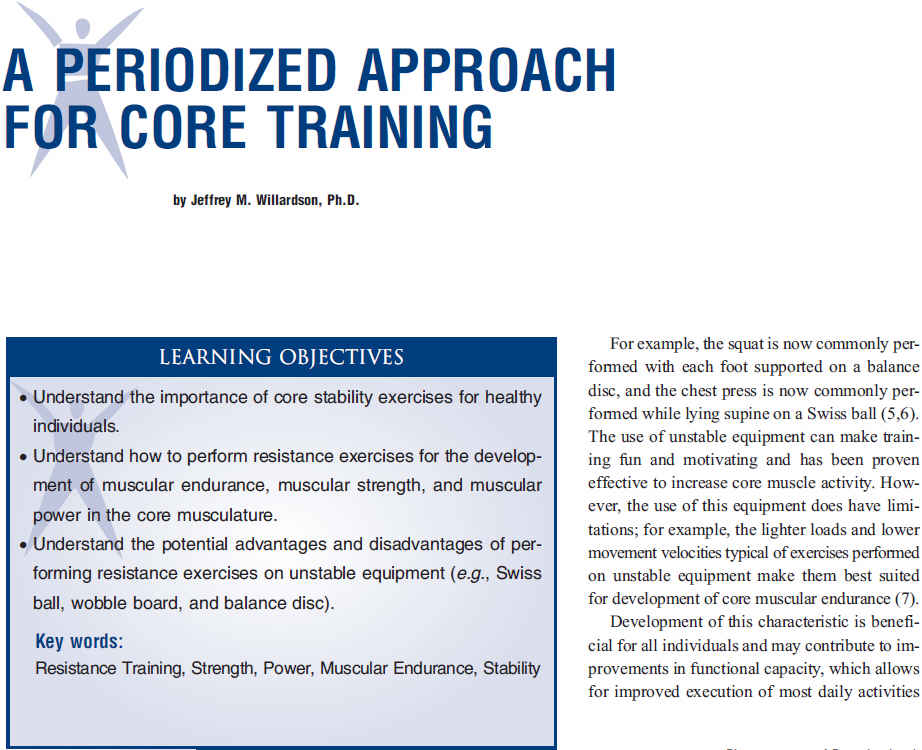 A PERIODIZED APPROACH
FOR CORE TRAINING
by Jeffrey M. Willardson, Ph.D.
LEARNING OBJECTIVES
• Understand the importance of core stability exercises for healthy
individuals.
• Understand how to perform resistance exercises for the develop-
ment of muscular endurance, muscular strength, and muscular
power in the core musculature.
• Understand the potential advantages and disadvantages of per-
forming resistance exercises on unstable equipment (e.g., Swiss
ball, wobble board, and balance disc).
Key words:
Resistance Training, Strength, Power, Muscular Endurance, Stability
For example, the squat is now commonly per-
formed with each foot supported on a balance
disc, and the chest press is now commonly per-
formed while lying supine on a Swiss ball (5,6).
The use of unstable equipment can make train-
ing fun and motivating and has been proven
effective to increase core muscle activity. How-
ever, the use of this equipment does have limi-
tations; for example, the lighter loads and lower
movement velocities typical of exercises performed
on unstable equipment make them best suited
for development of core muscular endurance (7).
Development of this characteristic is benefi-
cial for all individuals and may contribute to im-
provements in functional capacity, which allows
for improved execution of most daily activities